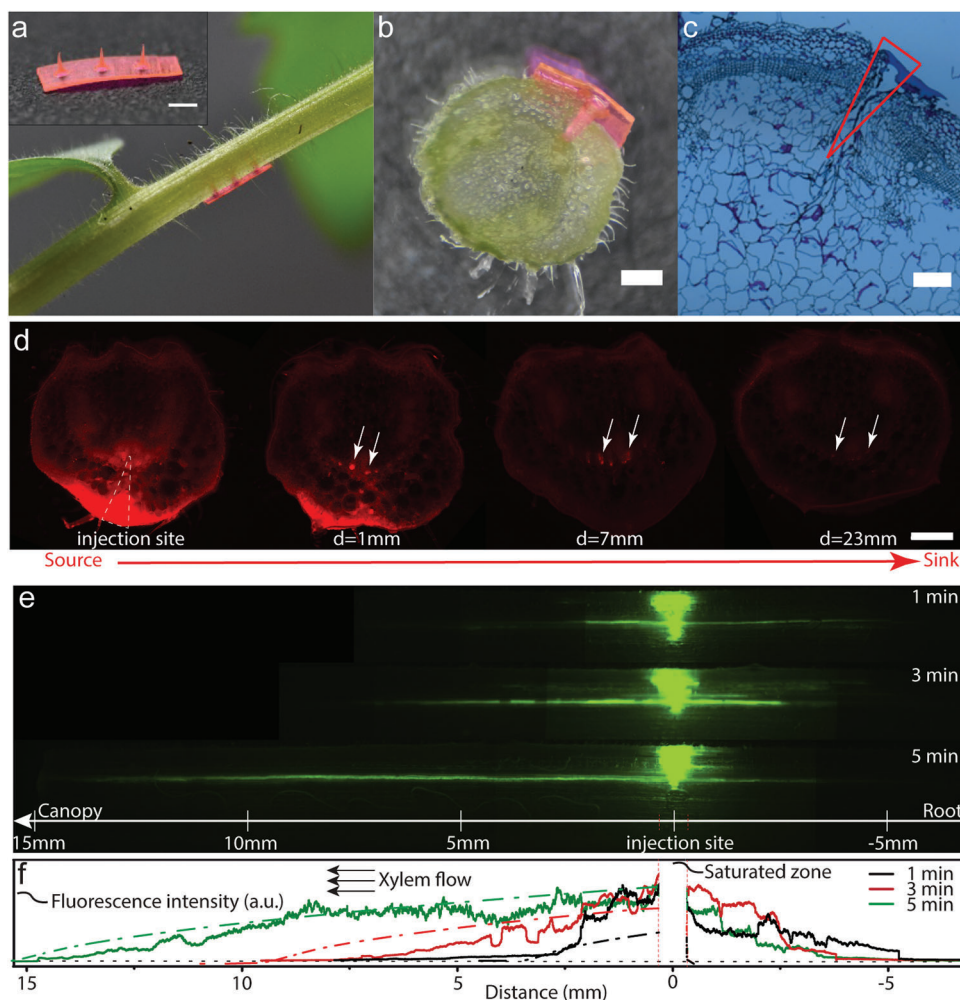 a
b
c
d
injection site
d=1mm
d=7mm
d=23mm
Source
Sink
e
1 min
3 min
5 min
Canopy
Root
15mm
10mm
5mm
injection site
-5mm
f
Xylem flow
Saturated zone
1 min
Fluorescence intensity (a.u.)
3 min
5 min
15
10
5
0
-5
Distance (mm)